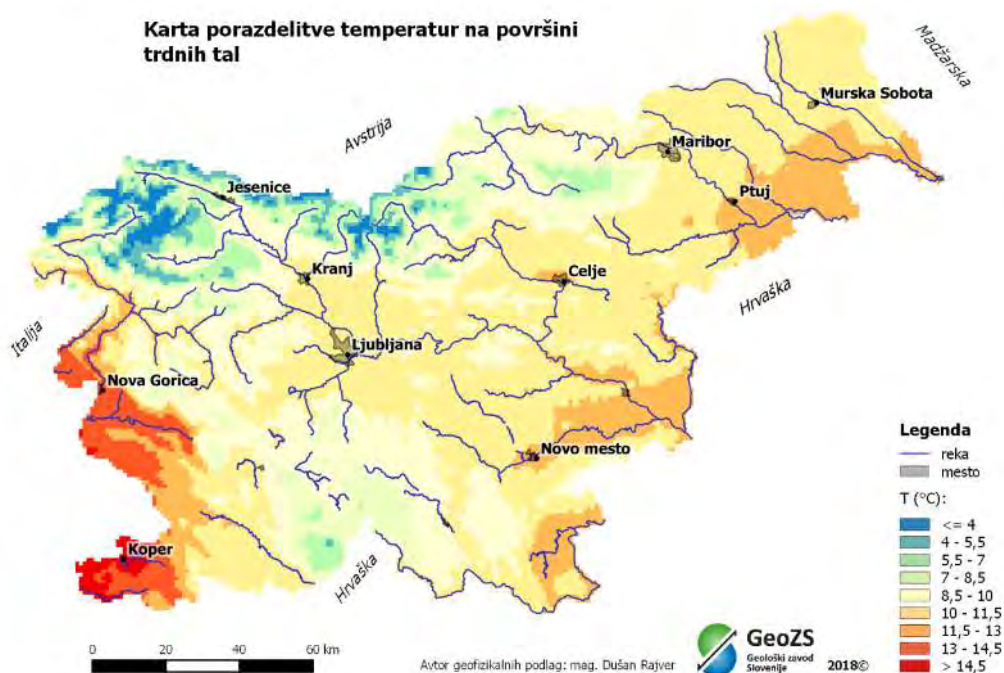 Karta porazdelitve temperatur na površini
trdnih tal
Madžarska
Murska Sobota
Avstrija
Maribor
Jesenice
Ptuj
Kranj
Celje
Hrvaška
Italija
Ljubljana
Nova Gorica
Novo mesto
Koper
Hrvaška
Legenda
reka
mesto
T (°C):
<= 4
4 - 5,5
5,5 - 7
7 - 8,5
8,5 - 10
10 - 11,5
11,5 - 13
13 - 14,5
> 14,5
0 20 40 60 km
Avtor geofizikalnih podlag: mag. Dušan Rajver
GeoZS
Geološki zavod
Slovenije
2018©